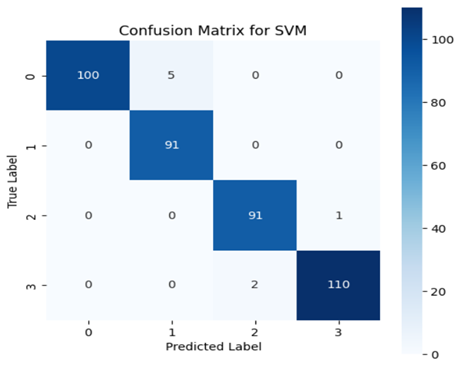 Confusion Matrix for SVM
0 100 5 0 0
1 0 91 0 0
2 0 0 91 1
3 0 0 2 110
0 1 2 3
Predicted Label
True Label
100
80
60
40
20
0